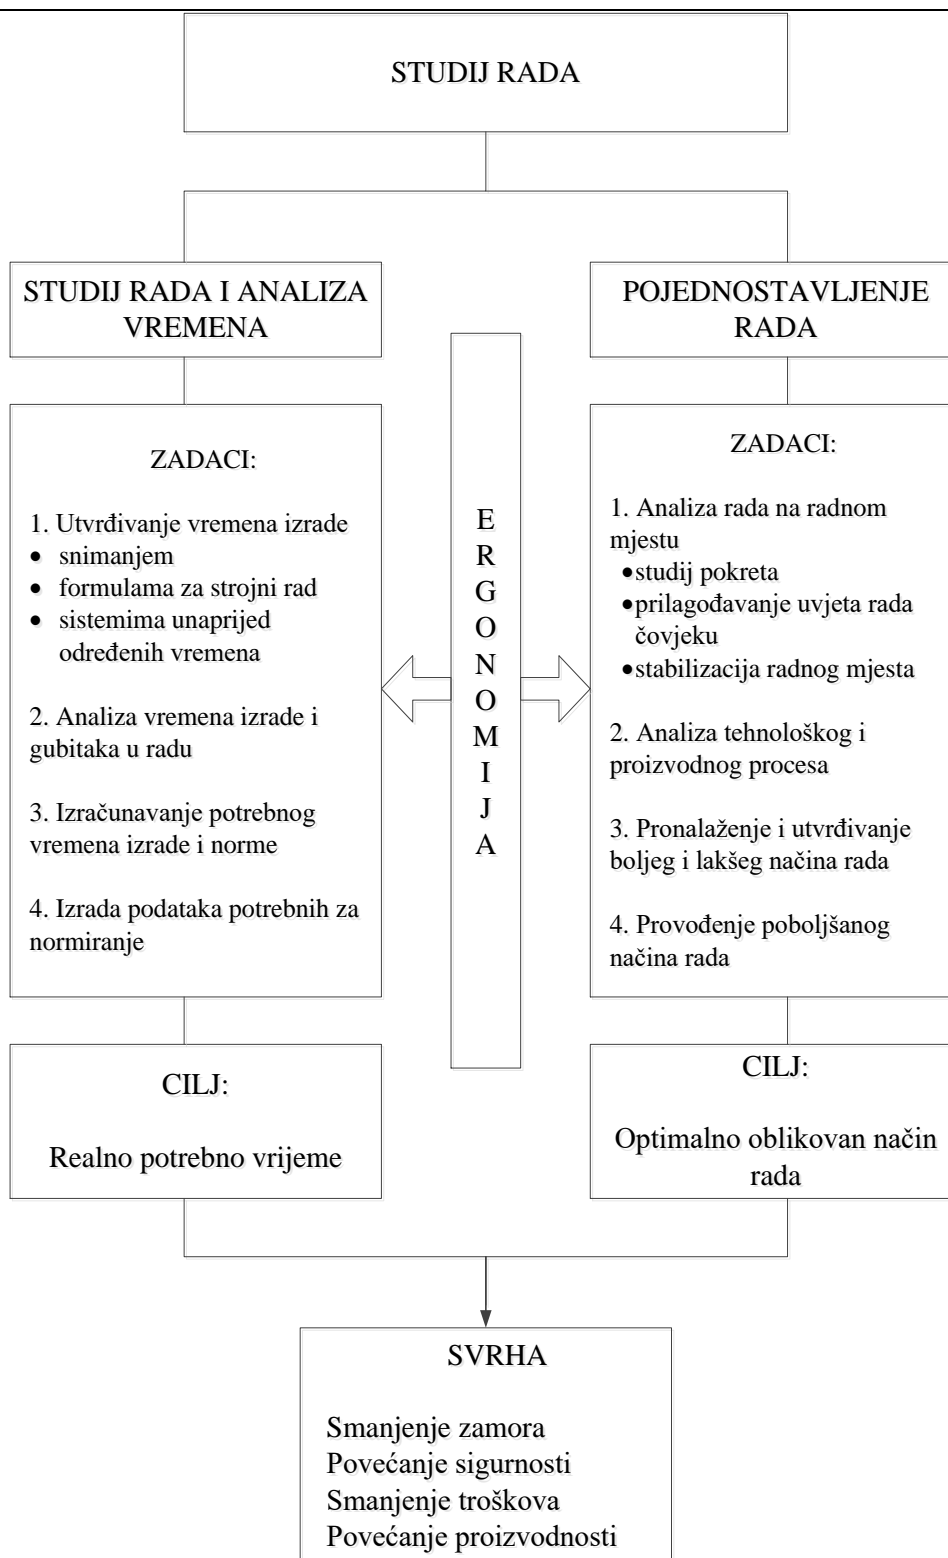 STUDIJ RADA
STUDIJ RADA I ANALIZA
VREMENA
ZADACI:
1. Utvrđivanje vremena izrade
• snimanjem
• formulama za strojni rad
• sistemima unaprijed
određenih vremena
2. Analiza vremena izrade i
gubitaka u radu
3. Izračunavanje potrebnog
vremena izrade i norme
4. Izrada podataka potrebnih za
normiranje
CILJ:
Realno potrebno vrijeme
E
R
G
O
N
O
M
I
J
A
POJEDNOSTAVLJENJE
RADA
ZADACI:
1. Analiza rada na radnom
mjestu
•studij pokreta
•prilagođavanje uvjeta rada
čovjeku
•stabilizacija radnog mjesta
2. Analiza tehnološkog i
proizvodnog procesa
3. Pronalaženje i utvrđivanje
boljeg i lakšeg načina rada
4. Provođenje poboljšanog
načina rada
CILJ:
Optimalno oblikovan način
rada
SVRHA
Smanjenje zamora
Povećanje sigurnosti
Smanjenje troškova
Povećanje proizvodnosti